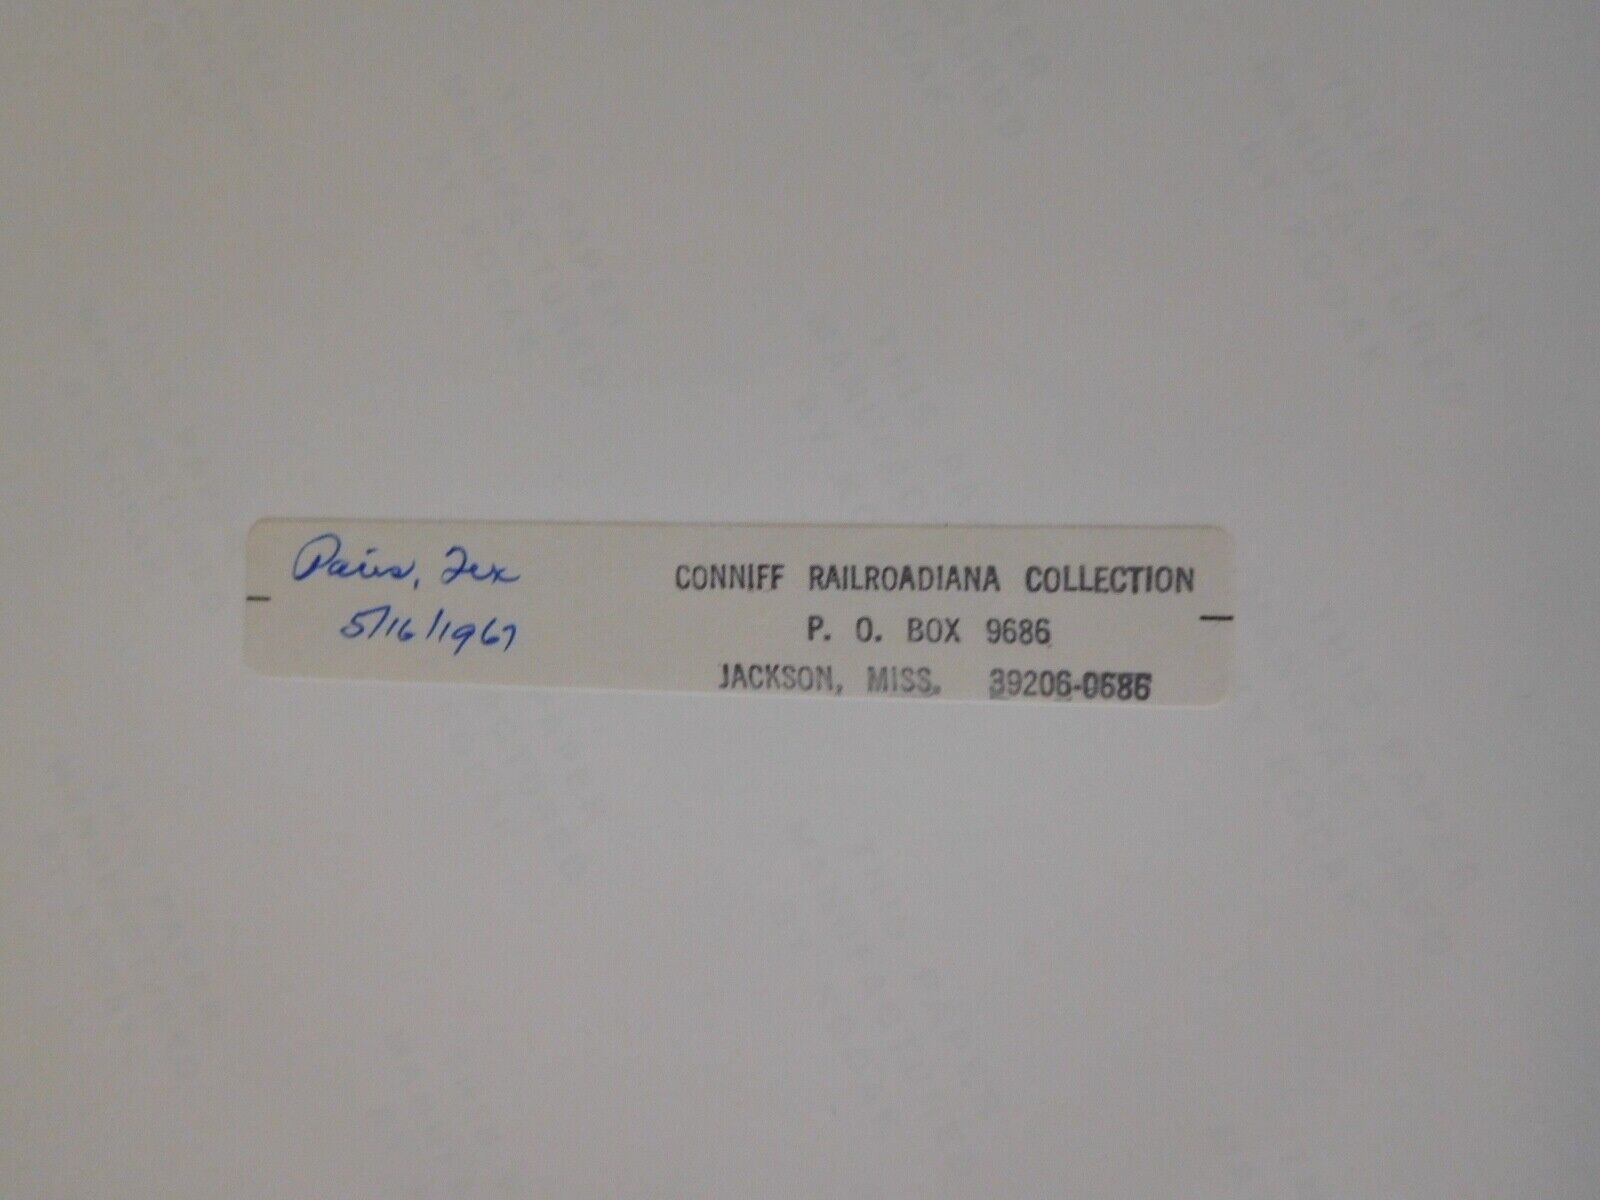 Paris, Tex
5/16/1967
CONNIFF RAILROADIANA COLLECTION
P. O. BOX 9686
JACKSON, MISS. 39206-0686